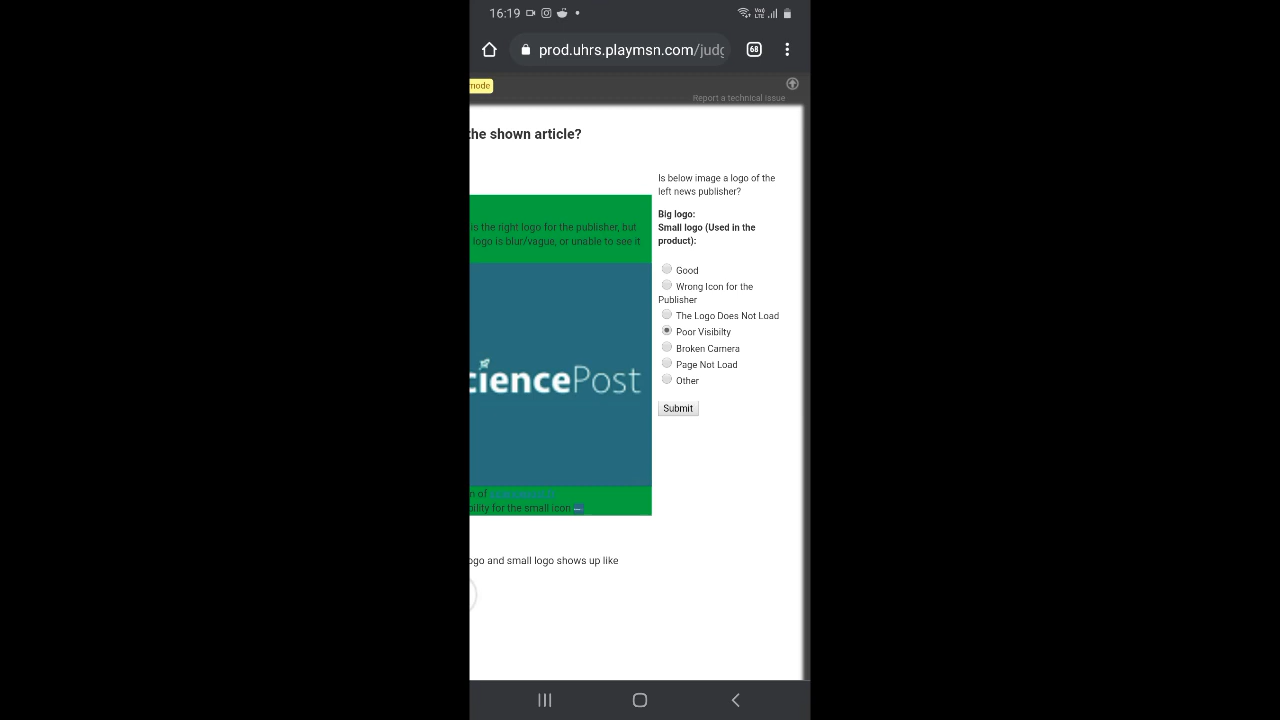 16:19
68
prod.uhrs.playmsn.com/judg
node
Report a technical issue
the shown article?
Is below image a logo of the
left news publisher?
is the right logo for the publisher, but
logo is blur/vague, or unable to see it
Big logo:
Small logo (Used in the
product):
Good
Wrong Icon for the
Publisher
The Logo Does Not Load
Poor Visibilty
Broken Camera
Page Not Load
Other
Submit
ciencePost
n of
bility for the small icon
ogo and small logo shows up like